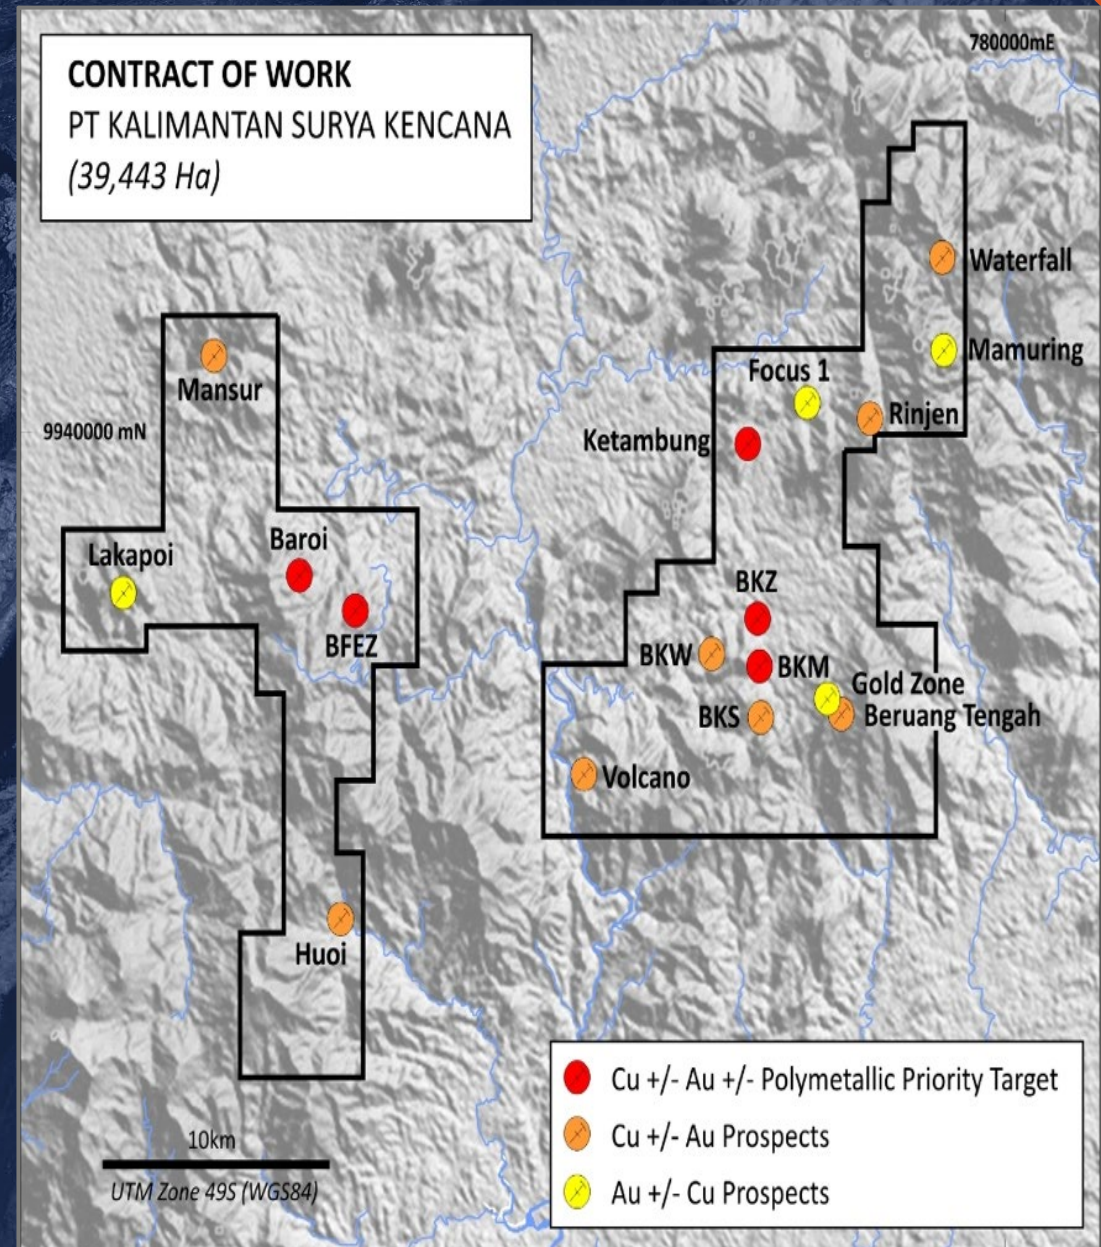 780000mE
CONTRACT OF WORK
PT KALIMANTAN SURYA KENCANA
(39,443 Ha)
Waterfall
Mamuring
Focus 1
Mansur
Rinjen
9940000 mN
Ketambung
Baroi
Lakapoi
BKZ
BFEZ
BKW
BKM
Gold Zone
BKS
Beruang Tengah
Volcano
Huoi
Cu +/- Au +/- Polymetallic Priority Target
Cu +/- Au Prospects
Au +/- Cu Prospects
10km
UTM Zone 49S (WGS84)